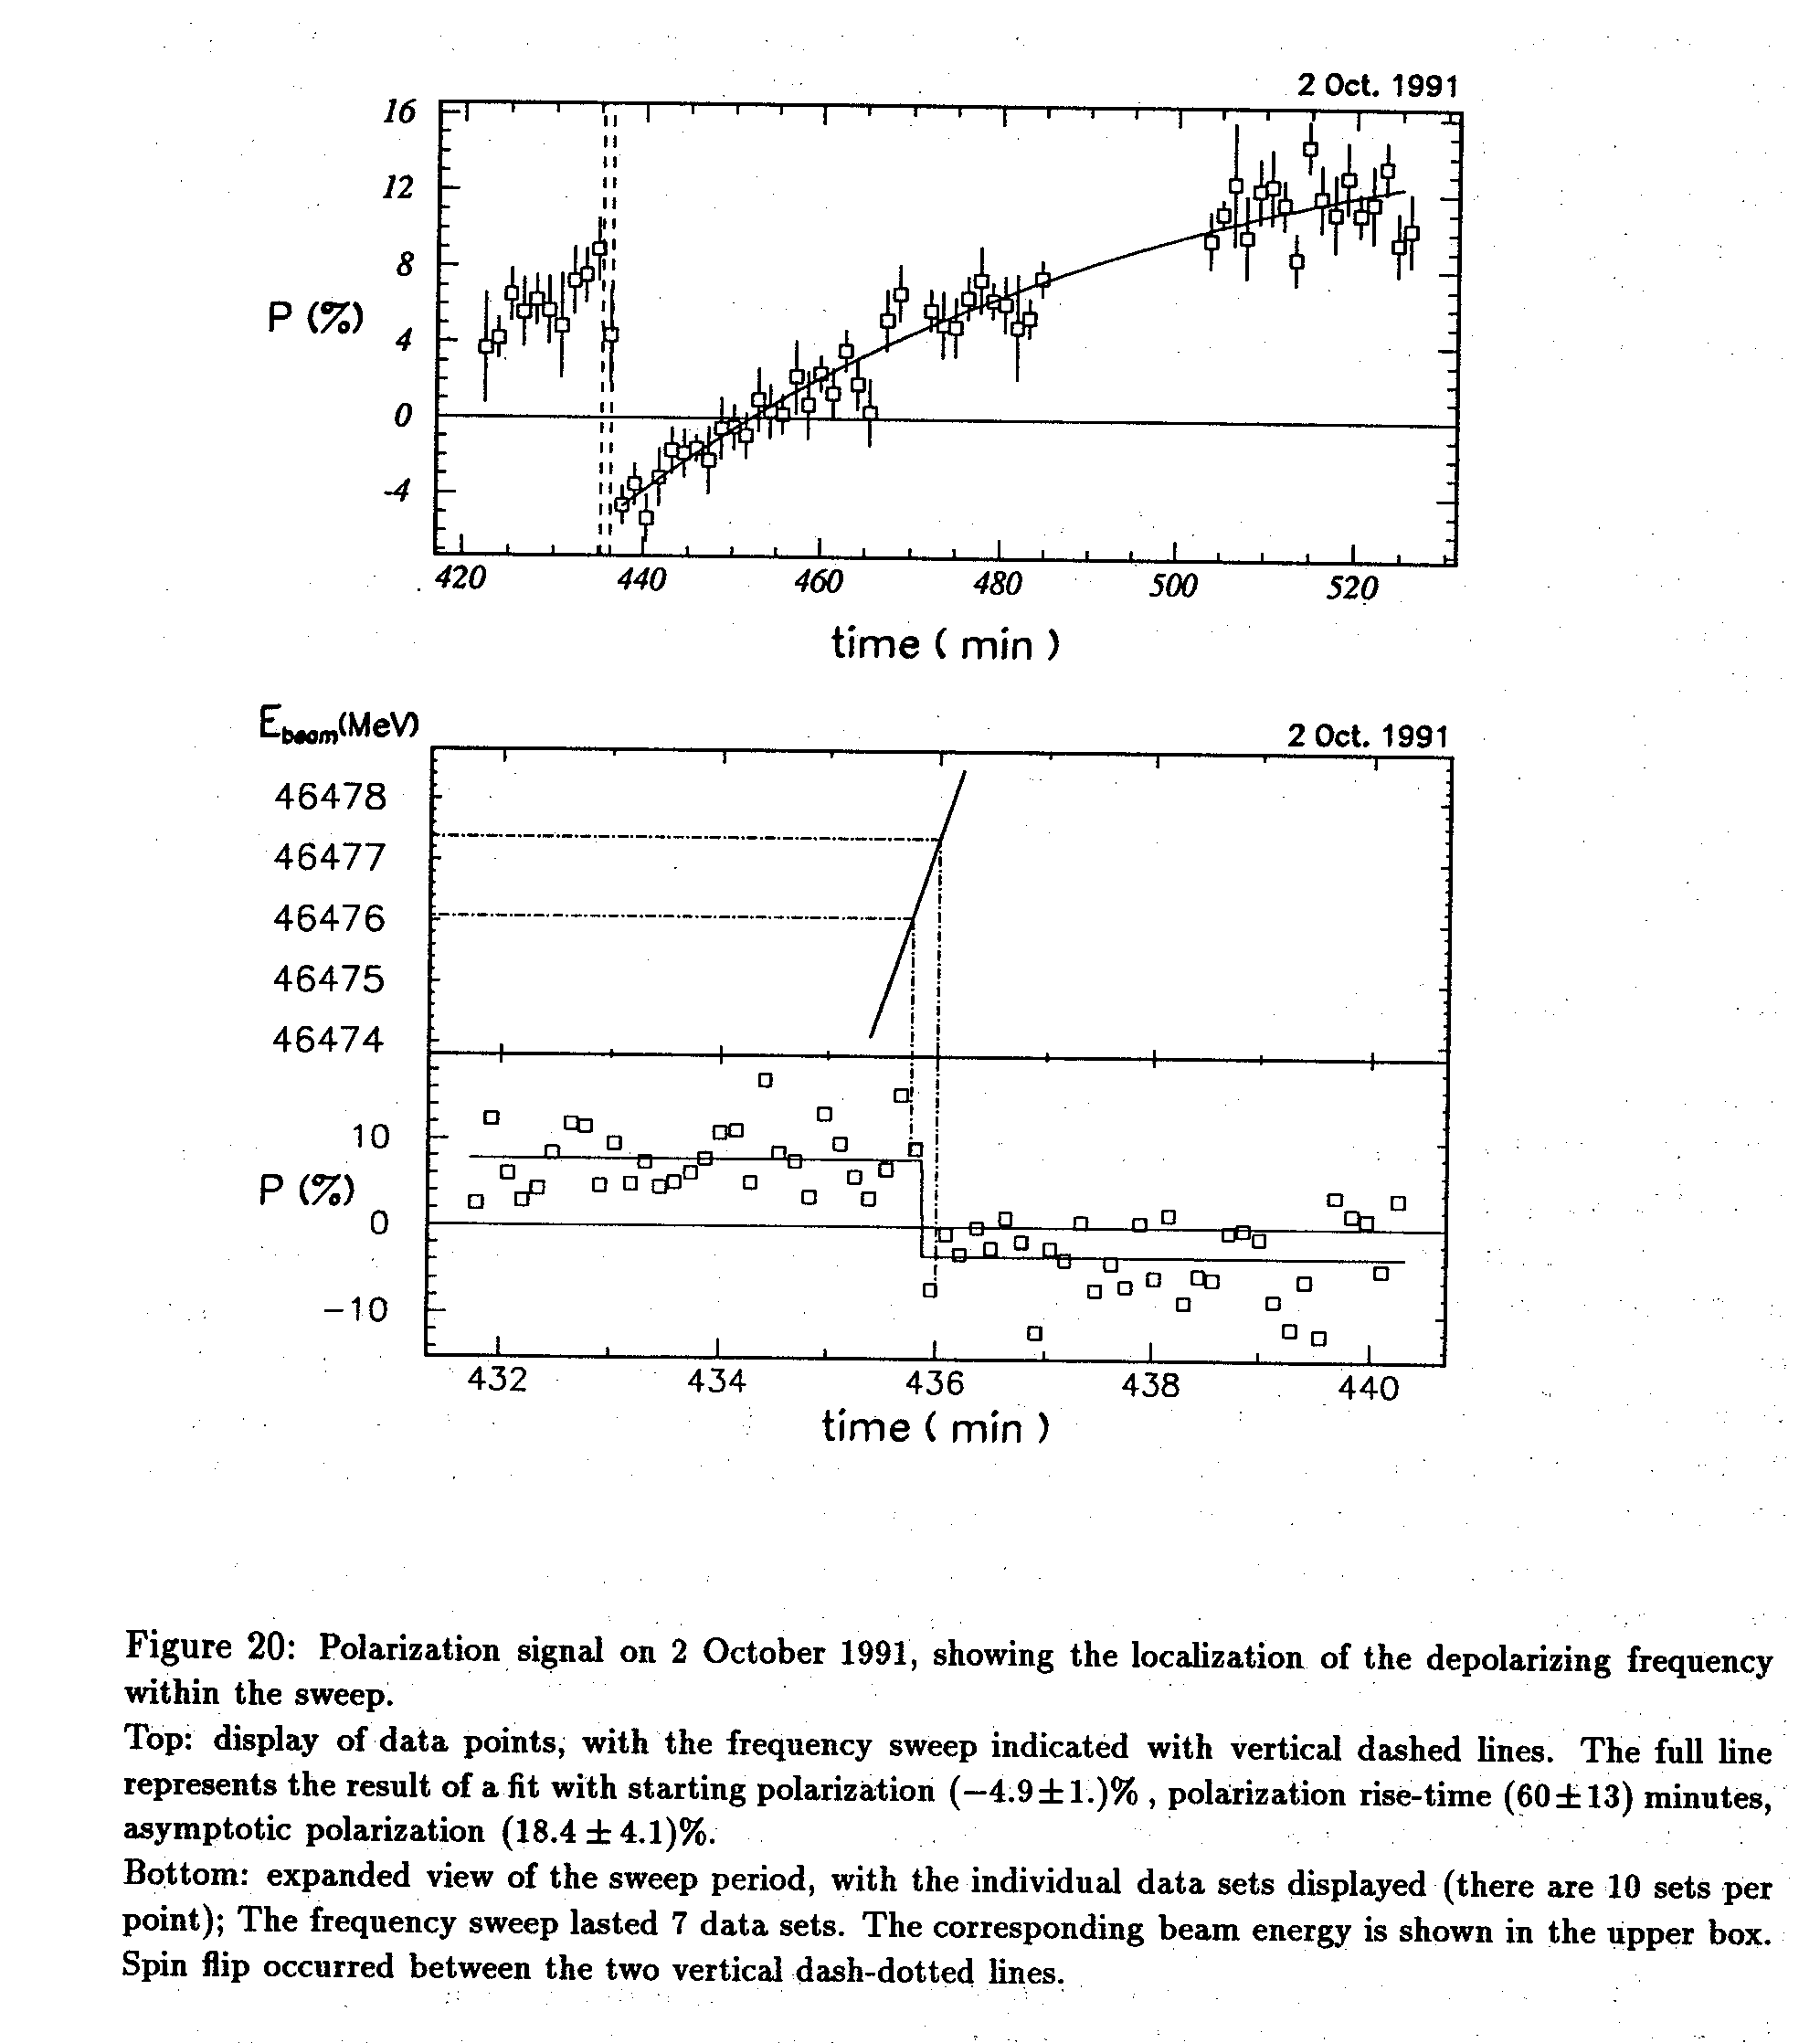 2 Oct. 1991
16
12
8
P (%)
4
0
-4
420 440 460 480 500 520
time ( min )
Ebeam(MeV)
2 Oct. 1991
46478
46477
46476
46475
46474
10
P (%)
0
−10
432 434 436 438 440
time ( min )
Figure 20: Polarization signal on 2 October 1991, showing the localization of the depolarizing frequency
within the sweep.
Top: display of data points, with the frequency sweep indicated with vertical dashed lines. The full line
represents the result of a fit with starting polarization (−4.9±1.)% , polarization rise-time (60±13) minutes,
asymptotic polarization (18.4 ± 4.1)%.
Bottom: expanded view of the sweep period, with the individual data sets displayed (there are 10 sets per
point); The frequency sweep lasted 7 data sets. The corresponding beam energy is shown in the upper box.
Spin flip occurred between the two vertical dash-dotted lines.